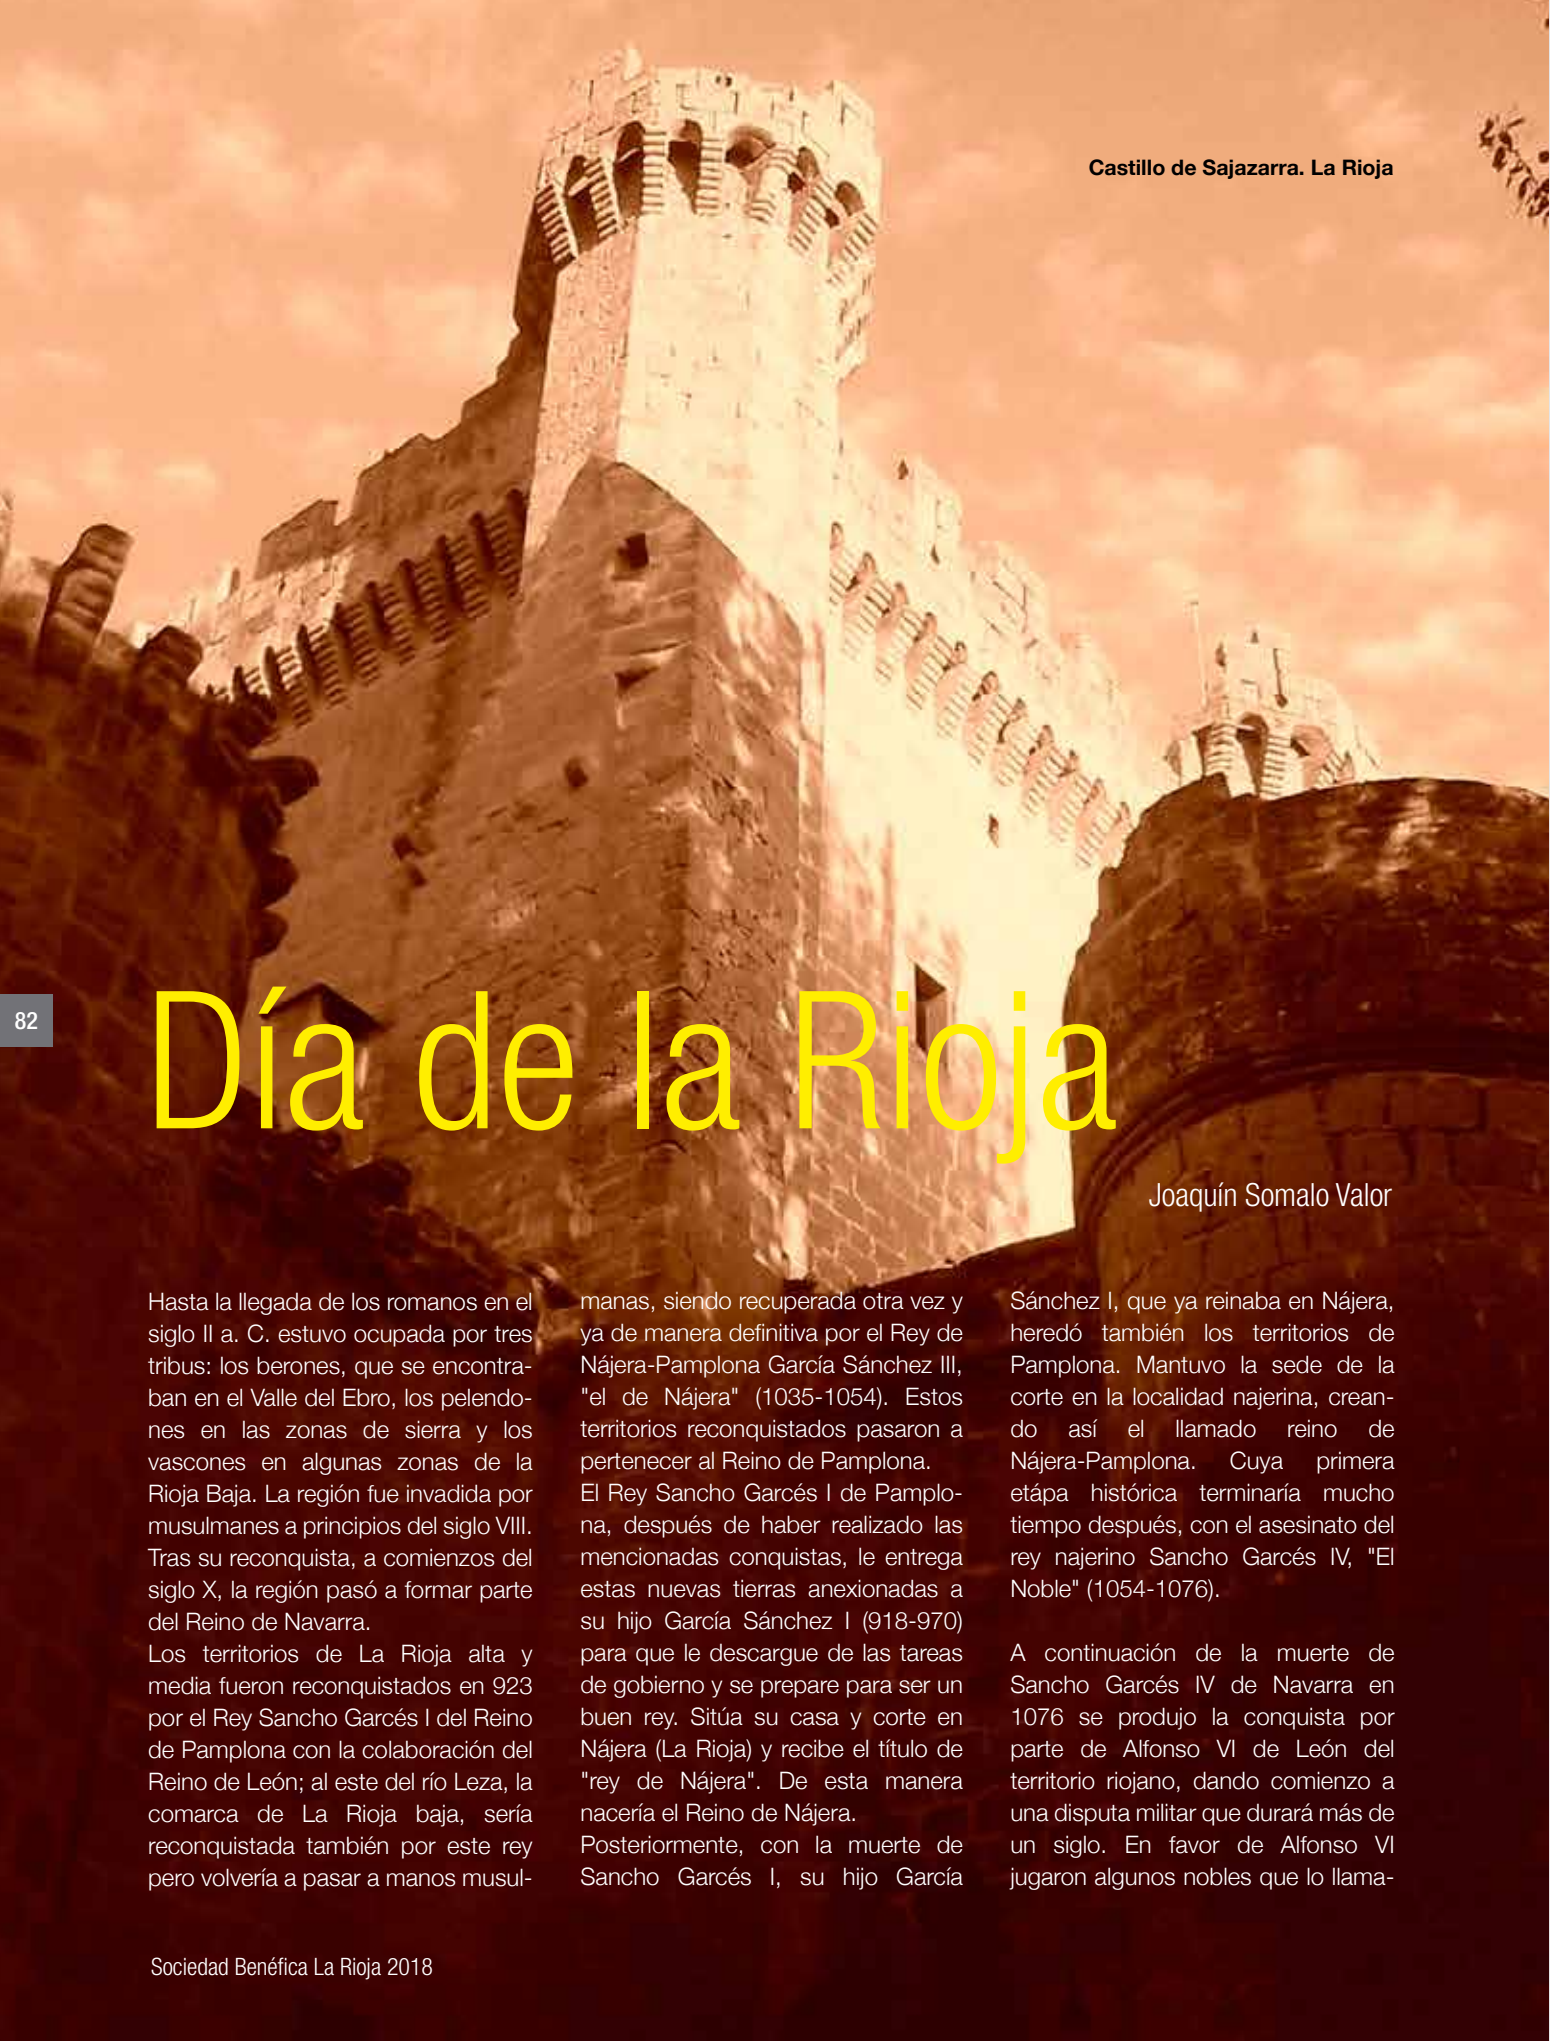 Castillo de Sajazarra. La Rioja
82
Día de la Rioja
Joaquín Somalo Valor
Hasta la llegada de los romanos en el
siglo II a. C. estuvo ocupada por tres
tribus: los berones, que se encontra-
ban en el Valle del Ebro, los pelendo-
nes en las zonas de sierra y los
vascones en algunas zonas de la
Rioja Baja. La región fue invadida por
musulmanes a principios del siglo VIII.
Tras su reconquista, a comienzos del
siglo X, la región pasó a formar parte
del Reino de Navarra.
Los territorios de La Rioja alta y
media fueron reconquistados en 923
por el Rey Sancho Garcés I del Reino
de Pamplona con la colaboración del
Reino de León; al este del río Leza, la
comarca de La Rioja baja, sería
reconquistada también por este rey
pero volvería a pasar a manos musul-
manas, siendo recuperada otra vez y
ya de manera definitiva por el Rey de
Nájera-Pamplona García Sánchez III,
"el de Nájera" (1035-1054). Estos
territorios reconquistados pasaron a
pertenecer al Reino de Pamplona.
El Rey Sancho Garcés I de Pamplo-
na, después de haber realizado las
mencionadas conquistas, le entrega
estas nuevas tierras anexionadas a
su hijo García Sánchez I (918-970)
para que le descargue de las tareas
de gobierno y se prepare para ser un
buen rey. Sitúa su casa y corte en
Nájera (La Rioja) y recibe el título de
"rey de Nájera". De esta manera
nacería el Reino de Nájera.
Posteriormente, con la muerte de
Sancho Garcés I, su hijo García
Sánchez I, que ya reinaba en Nájera,
heredó también los territorios de
Pamplona. Mantuvo la sede de la
corte en la localidad najerina, crean-
do así el llamado reino de
Nájera-Pamplona. Cuya primera
etápa histórica terminaría mucho
tiempo después, con el asesinato del
rey najerino Sancho Garcés IV, "El
Noble" (1054-1076).
A continuación de la muerte de
Sancho Garcés IV de Navarra en
1076 se produjo la conquista por
parte de Alfonso VI de León del
territorio riojano, dando comienzo a
una disputa militar que durará más de
un siglo. En favor de Alfonso VI
jugaron algunos nobles que lo llama-
Sociedad Benéfica La Rioja 2018